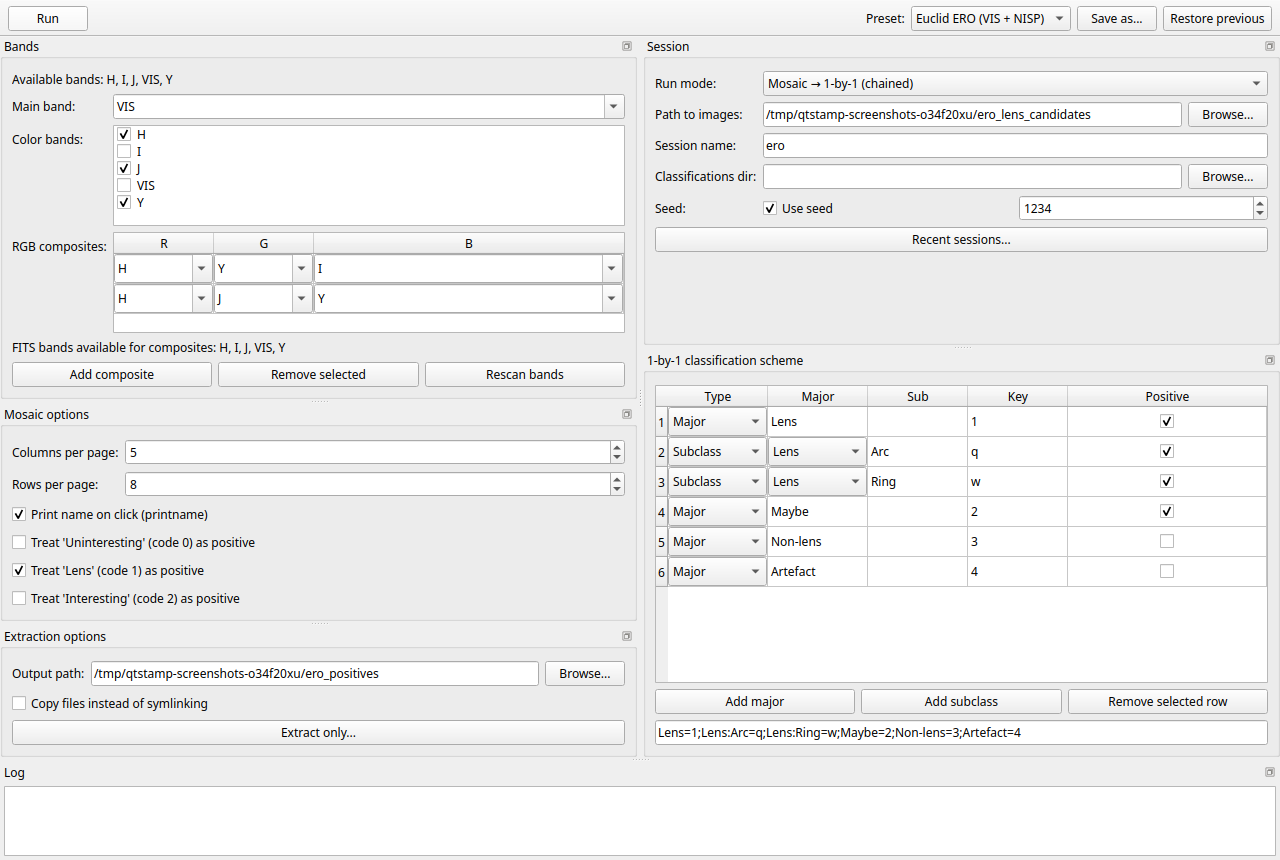 Run
Preset: Euclid ERO (VIS + NISP) Save as... Restore previous
Bands
Available bands: H, I, J, VIS, Y
Main band: VIS
Color bands:
H
I
J
VIS
Y
RGB composites:
R G B
H Y I
H J Y
FITS bands available for composites: H, I, J, VIS, Y
Add composite Remove selected Rescan bands
Mosaic options
Columns per page: 5
Rows per page: 8
Print name on click (printname)
Treat 'Uninteresting' (code 0) as positive
Treat 'Lens' (code 1) as positive
Treat 'Interesting' (code 2) as positive
Extraction options
Output path: /tmp/qtstamp-screenshots-o34f20xu/ero_positives Browse...
Copy files instead of symlinking
Extract only...
Session
Run mode: Mosaic → 1-by-1 (chained)
Path to images: /tmp/qtstamp-screenshots-o34f20xu/ero_lens_candidates Browse...
Session name: ero
Classifications dir: Browse...
Seed: Use seed 1234
Recent sessions...
1-by-1 classification scheme
Type Major Sub Key Positive
1 Major Lens 1
2 Subclass Lens Arc q
3 Subclass Lens Ring w
4 Major Maybe 2
5 Major Non-lens 3
6 Major Artefact 4
Add major Add subclass Remove selected row
Lens=1;Lens:Arc=q;Lens:Ring=w;Maybe=2;Non-lens=3;Artefact=4
Log